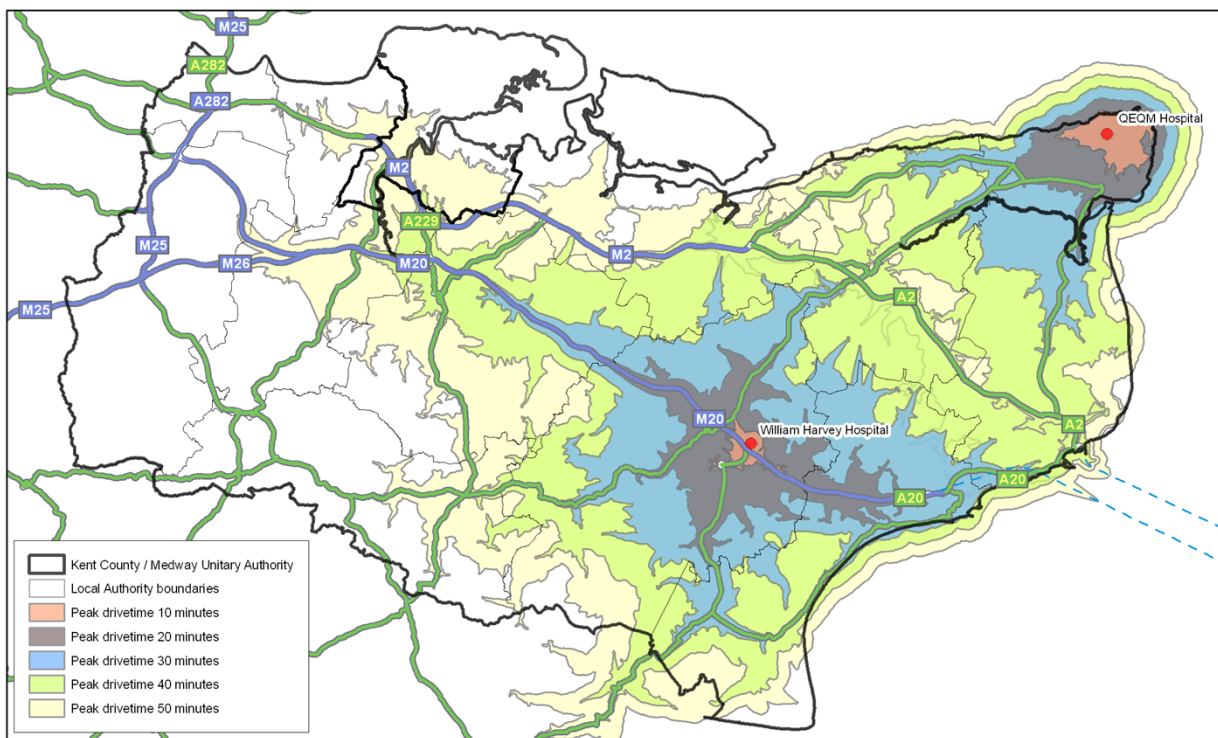 M25
A282
A282
QEQM Hospital
M2
A229
M25
M26
M20
M2
M25
A2
M20
William Harvey Hospital
A2
A20
A20
Kent County / Medway Unitary Authority
Local Authority boundaries
Peak drivetime 10 minutes
Peak drivetime 20 minutes
Peak drivetime 30 minutes
Peak drivetime 40 minutes
Peak drivetime 50 minutes